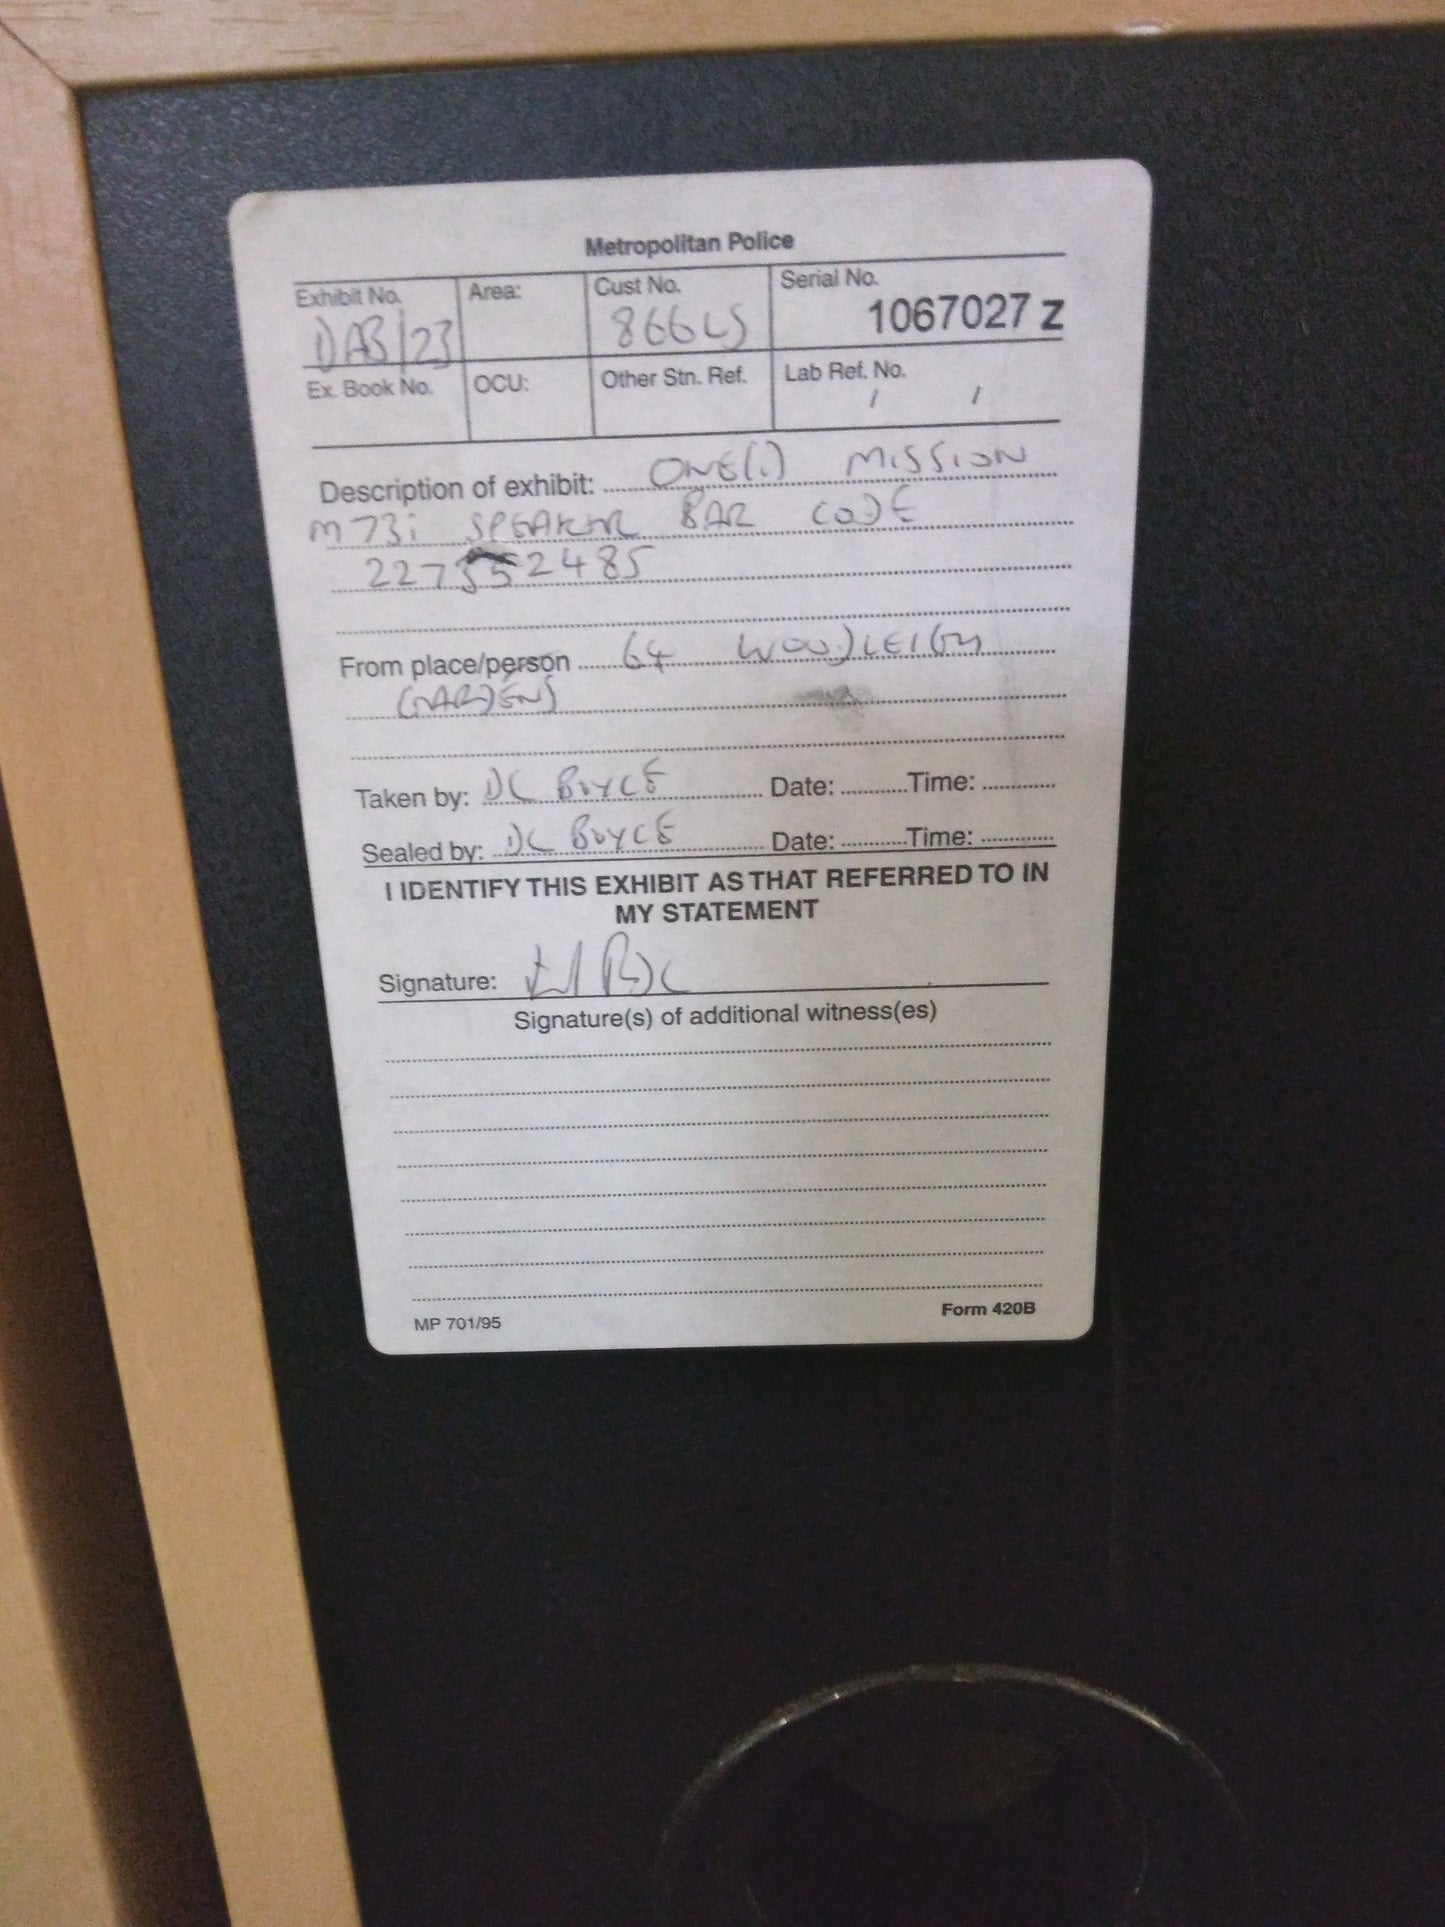 Metropolitan Police
Exhibit No. Area: Cust No. Serial No.
DAB/23 866LS 1067027 Z
Ex. Book No. OCU: Other Stn. Ref. Lab Ref. No.
/ /
Description of exhibit: ONE(1) MISSION
M73i SPEAKER BAR CODE
227552485
From place/person 64 WOODLEIGH
GARDENS
Taken by: DC BOYCE Date: Time:
Sealed by: DC BOYCE Date: Time:
I IDENTIFY THIS EXHIBIT AS THAT REFERRED TO IN
MY STATEMENT
Signature:
Signature(s) of additional witness(es)
MP 701/95 Form 420B